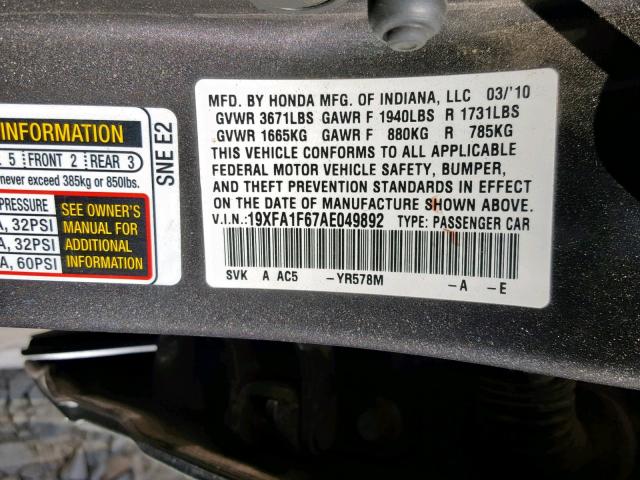 INFORMATION
5 FRONT 2 REAR 3
never exceed 385kg or 850lbs.
PRESSURE
A, 32PSI
A, 32PSI
A, 60PSI
SEE OWNER'S
MANUAL FOR
ADDITIONAL
INFORMATION
SNE E2
MFD. BY HONDA MFG. OF INDIANA, LLC 03/'10
GVWR 3671LBS GAWR F 1940LBS R 1731LBS
GVWR 1665KG GAWR F 880KG R 785KG
THIS VEHICLE CONFORMS TO ALL APPLICABLE
FEDERAL MOTOR VEHICLE SAFETY, BUMPER,
AND THEFT PREVENTION STANDARDS IN EFFECT
ON THE DATE OF MANUFACTURE SHOWN ABOVE.
V.I.N.:19XFA1F67AE049892 TYPE: PASSENGER CAR
SVK A AC5 -YR578M -A -E